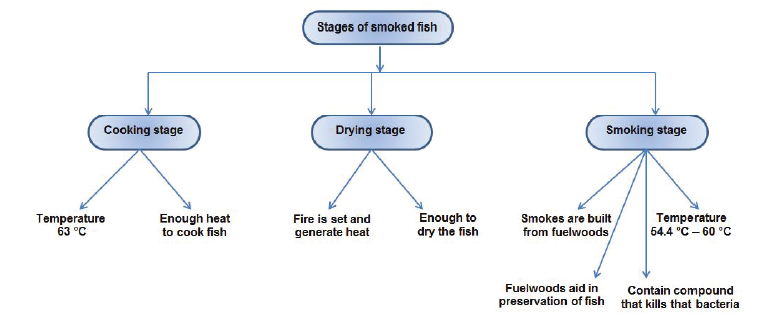 Stages of smoked fish
Cooking stage
Drying stage
Smoking stage
Temperature
63 °C
Enough heat
to cook fish
Fire is set and
generate heat
Enough to
dry the fish
Smokes are built
from fuelwoods
Temperature
54.4 °C – 60 °C
Fuelwoods aid in
preservation of fish
Contain compound
that kills that bacteria